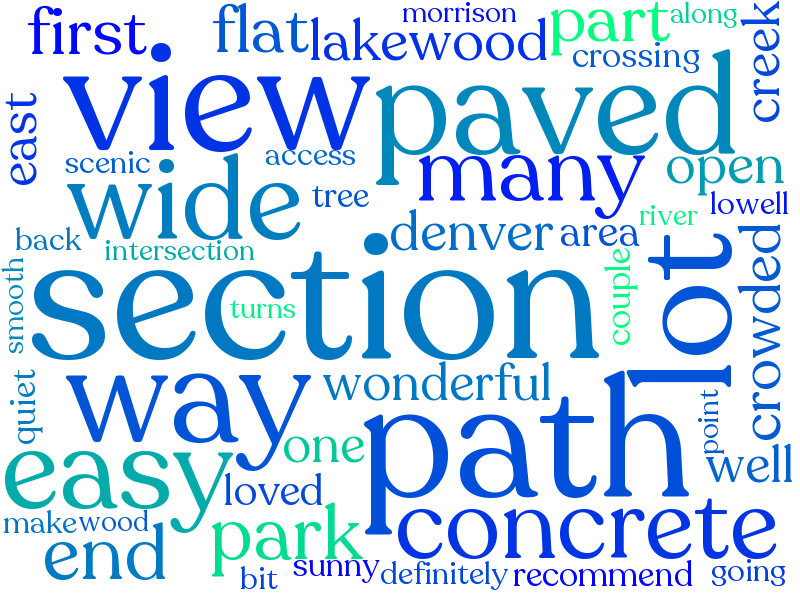 morrison
along
first
flat
lakewood
part
crossing
creek
view
paved
east
scenic
access
many
open
wide
tree
lowell
river
back
intersection
denver
area
smooth
section
turns
couple
lot
crowded
way
wonderful
quiet
path
point
easy
one
well
loved
make
wood
park
concrete
end
bit
sunny
definitely
recommend
going